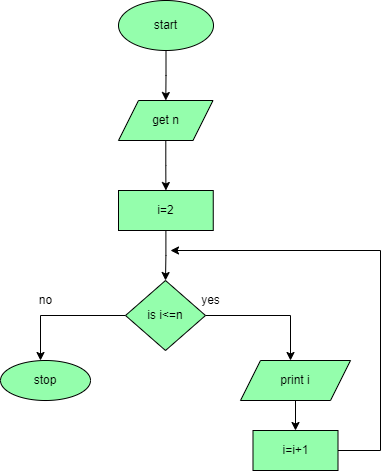 start
get n
i=2
is i<=n
no
yes
stop
print i
i=i+1